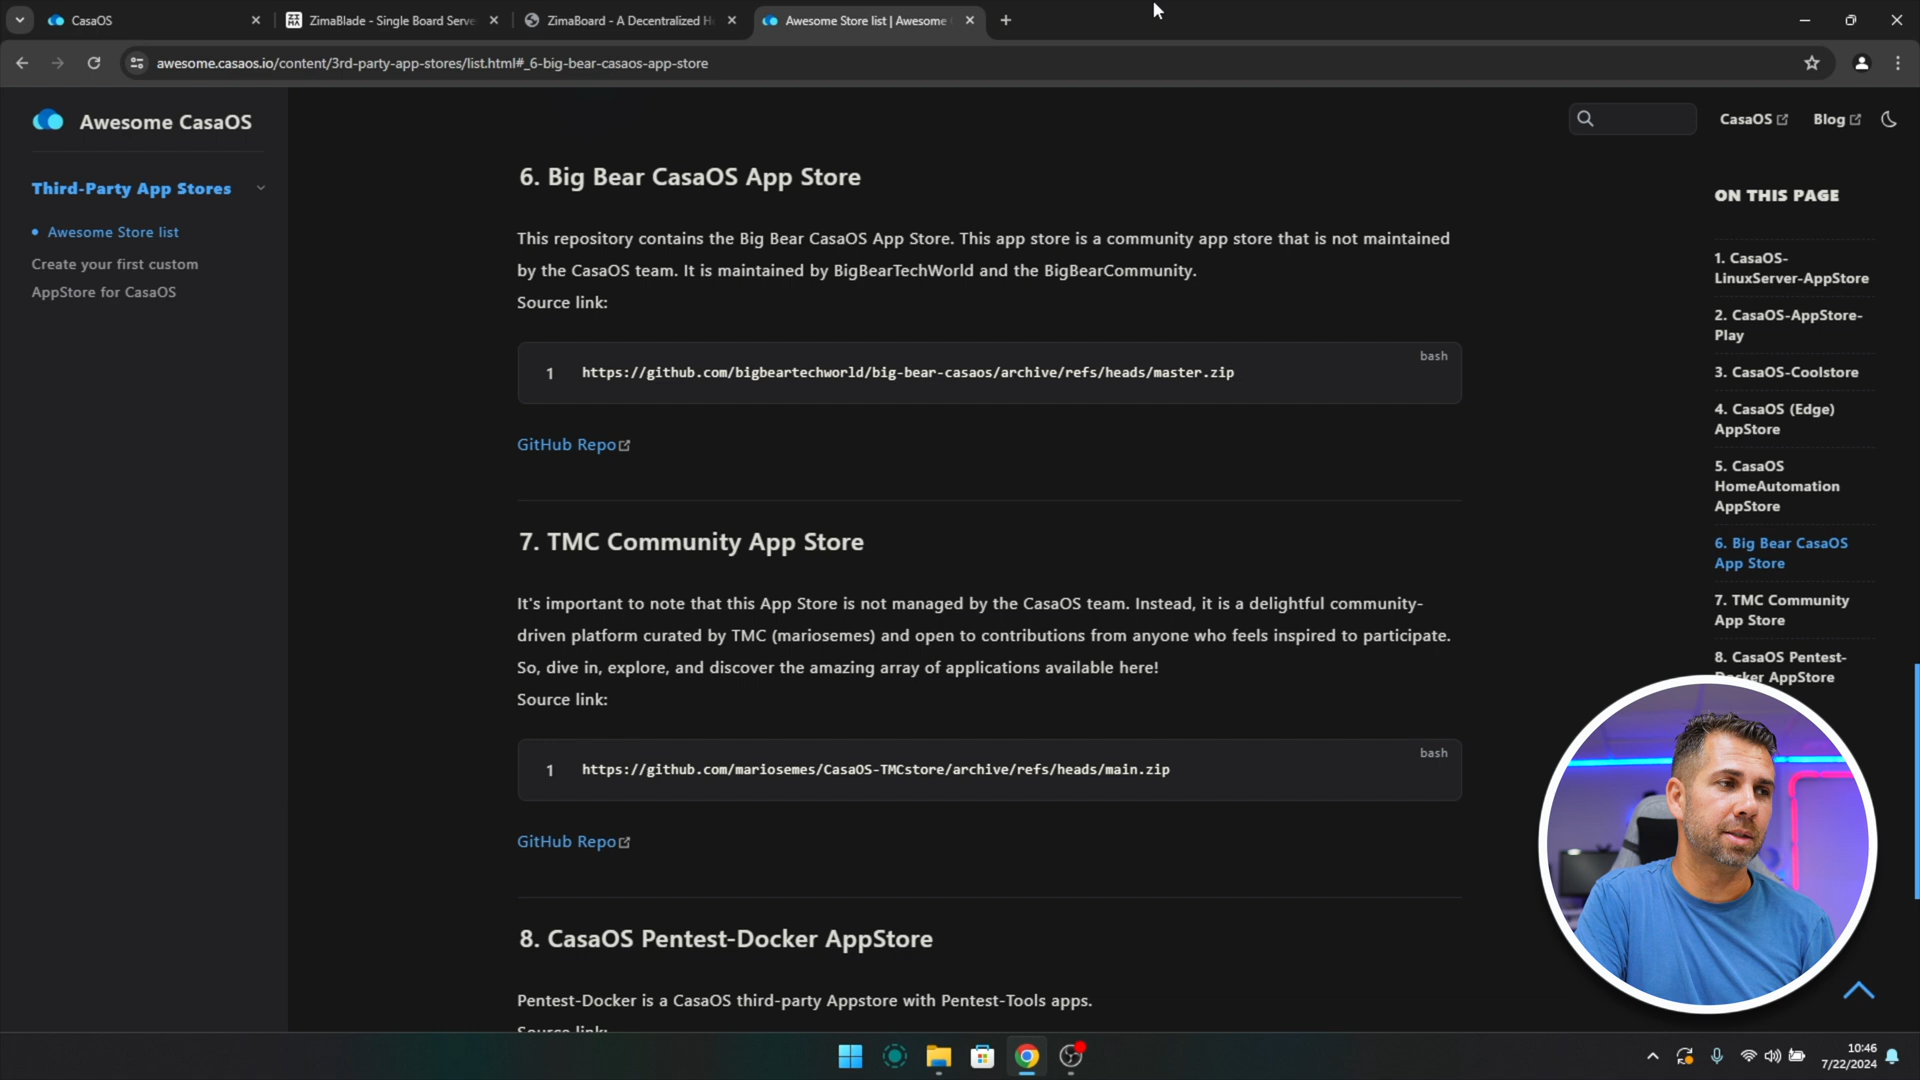 CasaOS
ZimaBlade - Single Board Serve
ZimaBoard - A Decentralized H
Awesome Store list | Awesome
awesome.casaos.io/content/3rd-party-app-stores/list.html#_6-big-bear-casaos-app-store
Awesome CasaOS
CasaOS
Blog
Third-Party App Stores
Awesome Store list
Create your first custom
AppStore for CasaOS
6. Big Bear CasaOS App Store
This repository contains the Big Bear CasaOS App Store. This app store is a community app store that is not maintained
by the CasaOS team. It is maintained by BigBearTechWorld and the BigBearCommunity.
Source link:
bash
1 https://github.com/bigbeartechworld/big-bear-casaos/archive/refs/heads/master.zip
GitHub Repo
7. TMC Community App Store
It's important to note that this App Store is not managed by the CasaOS team. Instead, it is a delightful community-
driven platform curated by TMC (mariosemes) and open to contributions from anyone who feels inspired to participate.
So, dive in, explore, and discover the amazing array of applications available here!
Source link:
bash
1 https://github.com/mariosemes/CasaOS-TMCstore/archive/refs/heads/main.zip
GitHub Repo
8. CasaOS Pentest-Docker AppStore
Pentest-Docker is a CasaOS third-party Appstore with Pentest-Tools apps.
Source link:
ON THIS PAGE
1. CasaOS-
LinuxServer-AppStore
2. CasaOS-AppStore-
Play
3. CasaOS-Coolstore
4. CasaOS (Edge)
AppStore
5. CasaOS
HomeAutomation
AppStore
6. Big Bear CasaOS
App Store
7. TMC Community
App Store
8. CasaOS Pentest-
Docker AppStore
10:46
7/22/2024